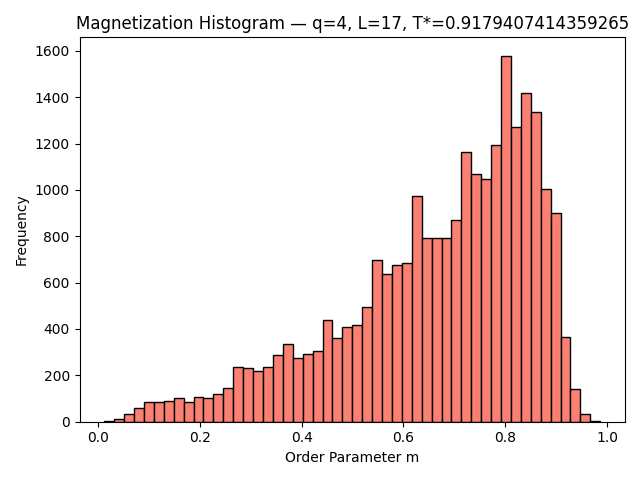 Magnetization Histogram — q=4, L=17, T*=0.9179407414359265
1600
1400
1200
1000
800
600
400
200
0
Frequency
0.0 0.2 0.4 0.6 0.8 1.0
Order Parameter m